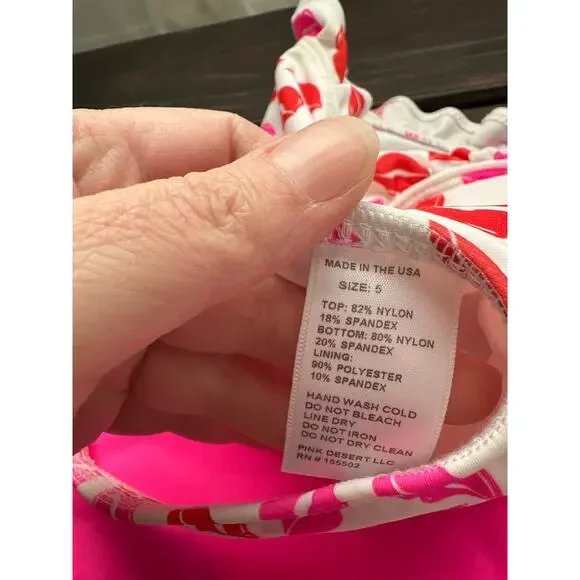 MADE IN THE USA
SIZE: 5
TOP: 82% NYLON
18% SPANDEX
BOTTOM: 80% NYLON
20% SPANDEX
LINING:
90% POLYESTER
10% SPANDEX
HAND WASH COLD
DO NOT BLEACH
LINE DRY
DO NOT IRON
DO NOT DRY CLEAN
PINK DESERT LLC
RN # 155502